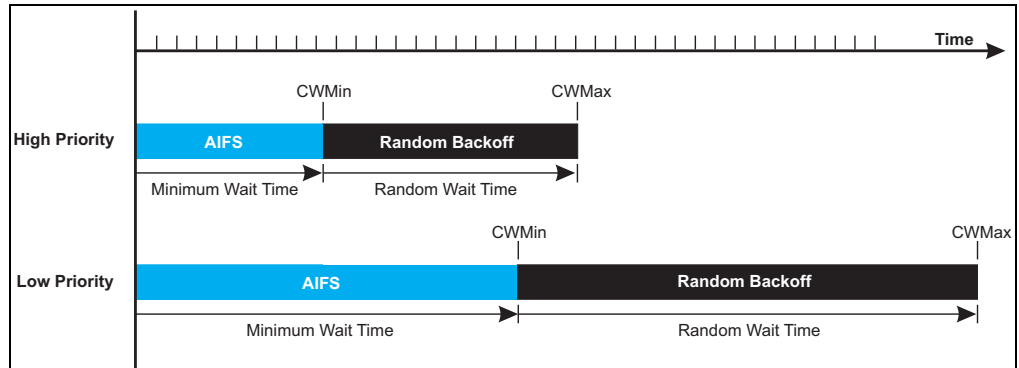 Time
CWMin CWMax
High Priority AIFS Random Backoff
Minimum Wait Time Random Wait Time
CWMin CWMax
Low Priority AIFS Random Backoff
Minimum Wait Time Random Wait Time